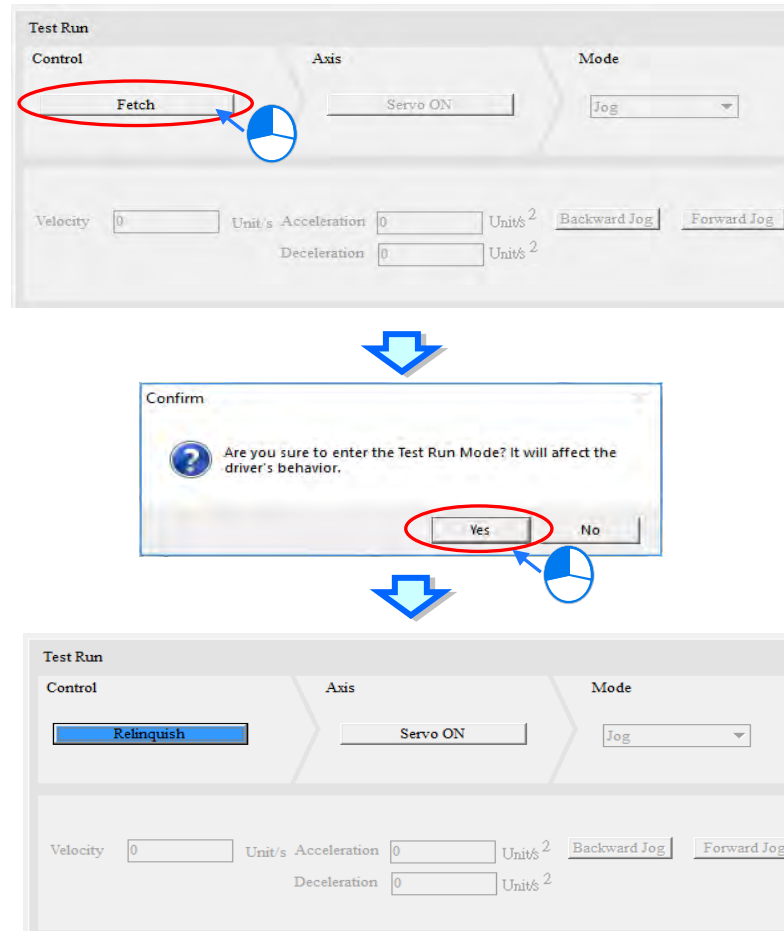 Test Run
Control Axis Mode
Fetch Servo ON Jog
Velocity 0 Unit/s Acceleration 0 Unit/s 2 Backward Jog Forward Jog
Deceleration 0 Unit/s 2
Confirm
Are you sure to enter the Test Run Mode? It will affect the
driver's behavior.
Yes No
Test Run
Control Axis Mode
Relinquish Servo ON Jog
Velocity 0 Unit/s Acceleration 0 Unit/s 2 Backward Jog Forward Jog
Deceleration 0 Unit/s 2